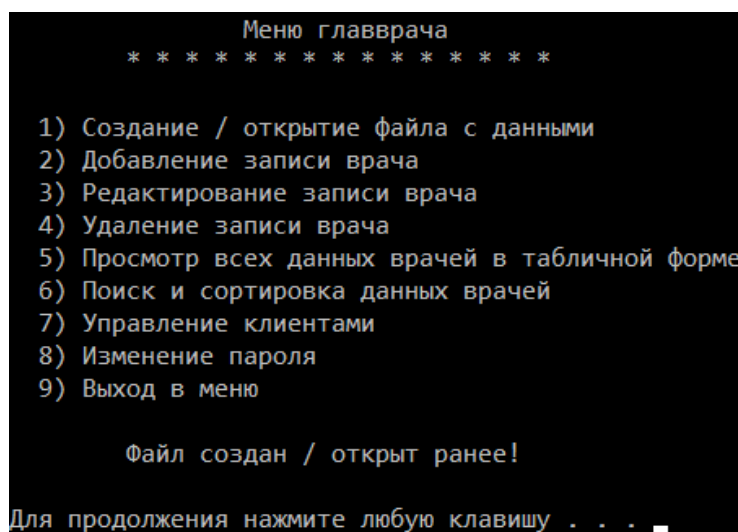 Меню главврача
* * * * * * * * * * * * * * *
1) Создание / открытие файла с данными
2) Добавление записи врача
3) Редактирование записи врача
4) Удаление записи врача
5) Просмотр всех данных врачей в табличной форме
6) Поиск и сортировка данных врачей
7) Управление клиентами
8) Изменение пароля
9) Выход в меню
Файл создан / открыт ранее!
Для продолжения нажмите любую клавишу . . .